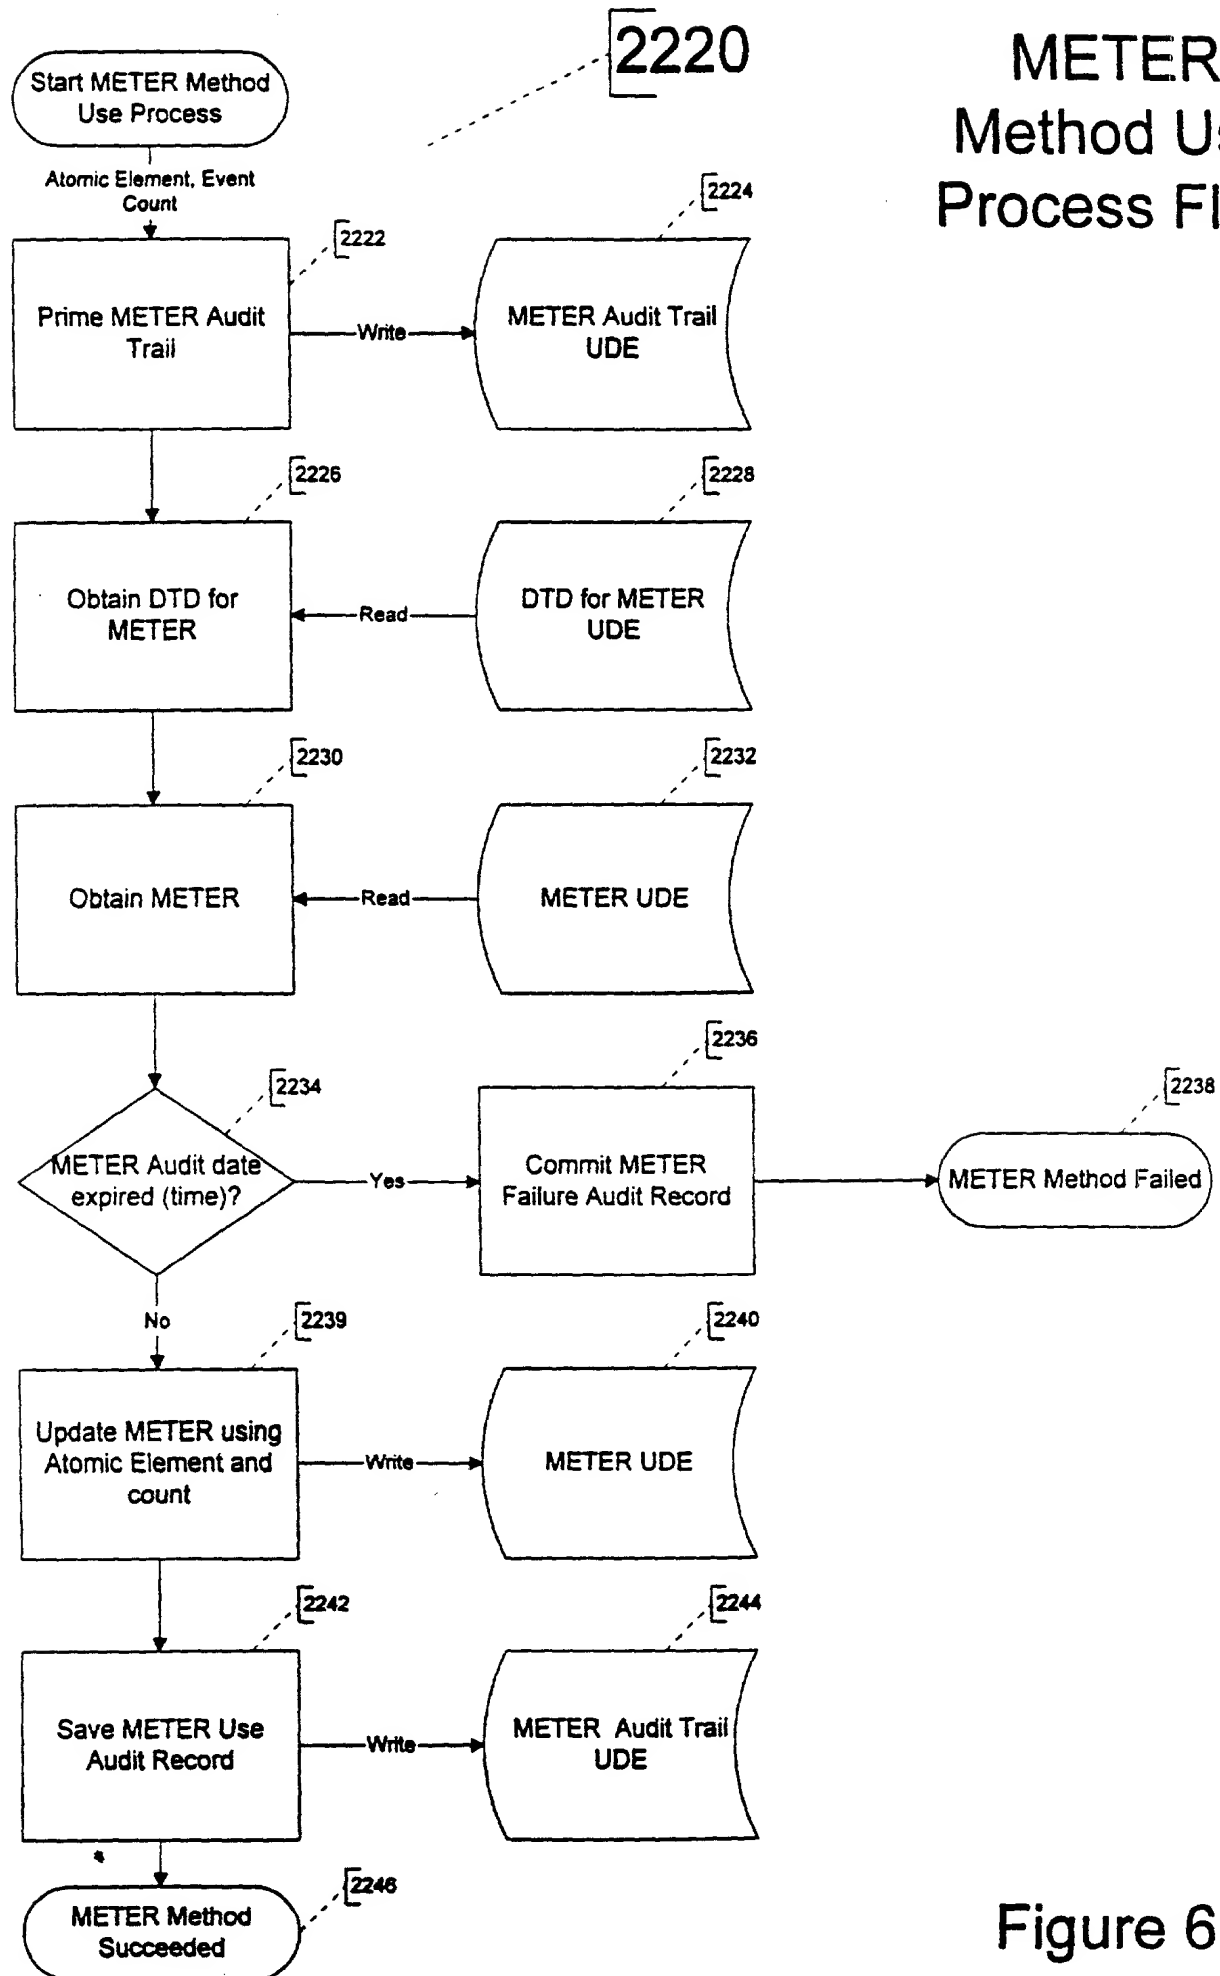 2220
METER
Method Us
Process Fl
Start METER Method
Use Process
Atomic Element, Event
Count
2222
2224
Prime METER Audit
Trail
Write
METER Audit Trail
UDE
2226
2228
Obtain DTD for
METER
Read
DTD for METER
UDE
2230
2232
Obtain METER
Read
METER UDE
2234
2236
2238
METER Audit date
expired (time)?
Yes
Commit METER
Failure Audit Record
METER Method Failed
No
2239
2240
Update METER using
Atomic Element and
count
Write
METER UDE
2242
2244
Save METER Use
Audit Record
Write
METER Audit Trail
UDE
2246
METER Method
Succeeded
Figure 6